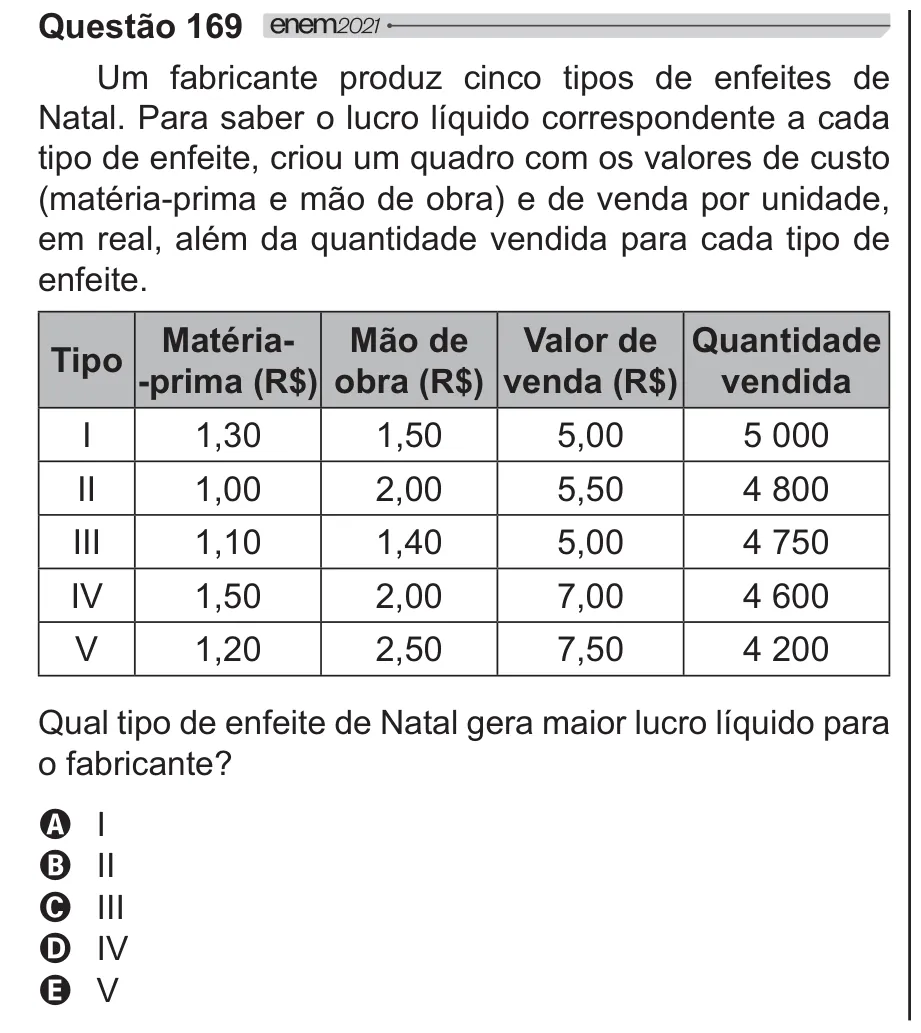 Questão 169 enem2021
Um fabricante produz cinco tipos de enfeites de
Natal. Para saber o lucro líquido correspondente a cada
tipo de enfeite, criou um quadro com os valores de custo
(matéria-prima e mão de obra) e de venda por unidade,
em real, além da quantidade vendida para cada tipo de
enfeite.
Tipo Matéria- Mão de Valor de Quantidade
-prima (R$) obra (R$) venda (R$) vendida
I 1,30 1,50 5,00 5 000
II 1,00 2,00 5,50 4 800
III 1,10 1,40 5,00 4 750
IV 1,50 2,00 7,00 4 600
V 1,20 2,50 7,50 4 200
Qual tipo de enfeite de Natal gera maior lucro líquido para
o fabricante?
A I
B II
C III
D IV
E V